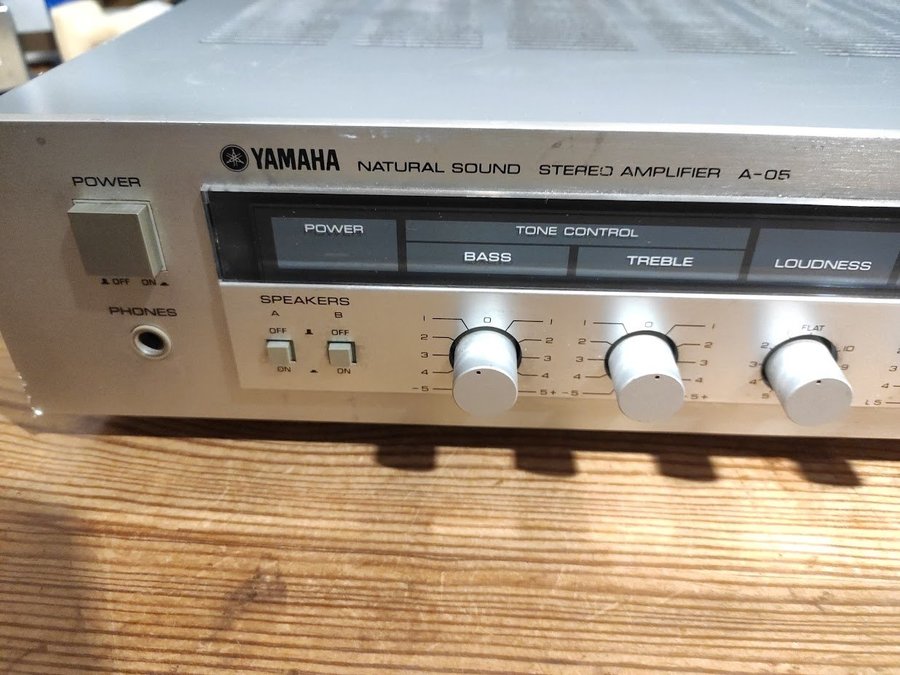 YAMAHA NATURAL SOUND STEREO AMPLIFIER A-05
POWER
POWER
TONE CONTROL
BASS
TREBLE
LOUDNESS
OFF ON
PHONES
SPEAKERS
A B
OFF OFF
ON ON
1 0 1
2 2
3 3
4 4
-5 5+
1 0 1
2 2
3 3
4 4
-5 5+
FLAT
2 10
3 9
4
5